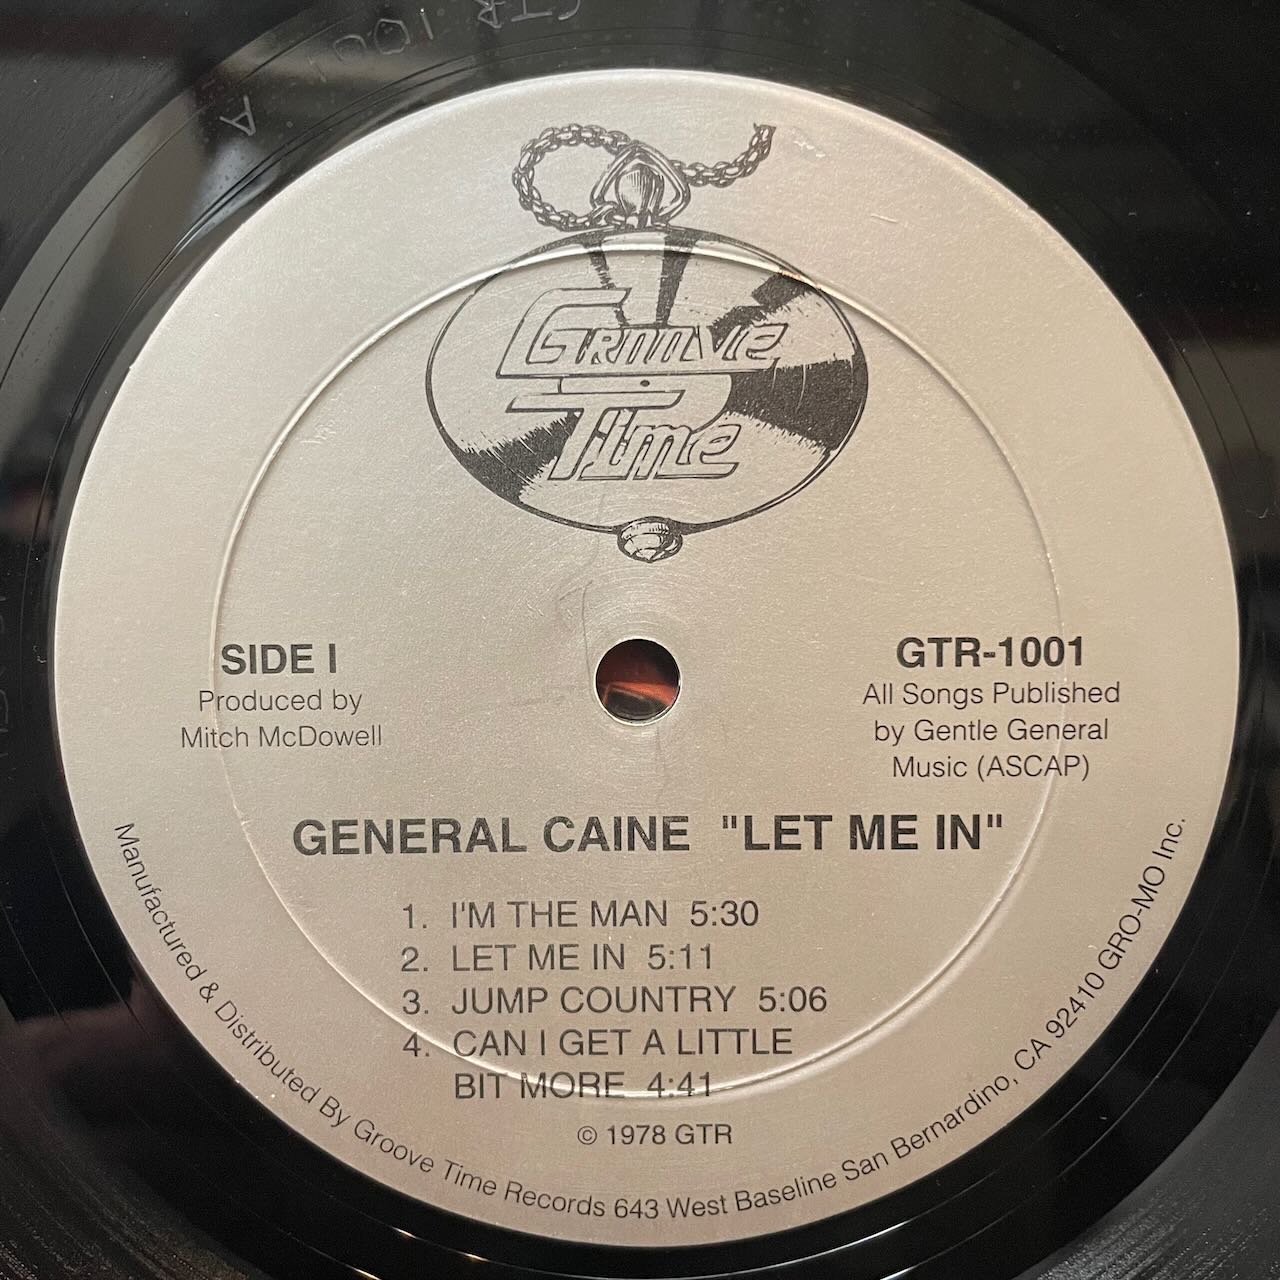 GTR 1001 A
GROOVE
TIME
SIDE I
Produced by
Mitch McDowell
GTR-1001
All Songs Published
by Gentle General
Music (ASCAP)
GENERAL CAINE "LET ME IN"
1. I'M THE MAN 5:30
2. LET ME IN 5:11
3. JUMP COUNTRY 5:06
4. CAN I GET A LITTLE
BIT MORE 4:41
© 1978 GTR
Manufactured & Distributed By Groove Time Records 643 West Baseline San Bernardino, CA 92410 GRO-MO Inc.